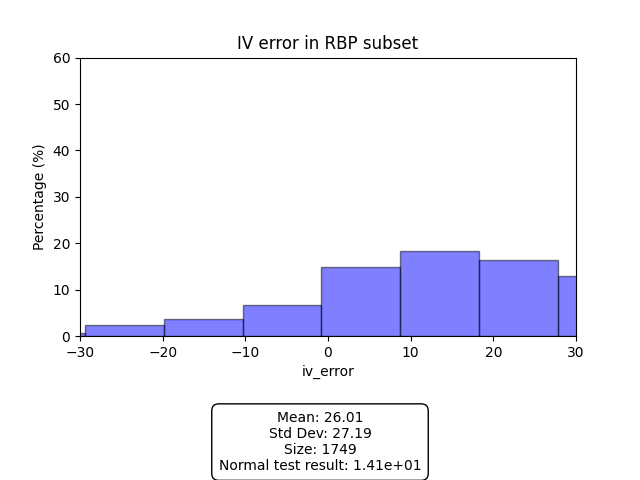 IV error in RBP subset
60
50
40
30
20
10
0
Percentage (%)
−30
−20
−10
0
10
20
30
iv_error
Mean: 26.01
Std Dev: 27.19
Size: 1749
Normal test result: 1.41e+01